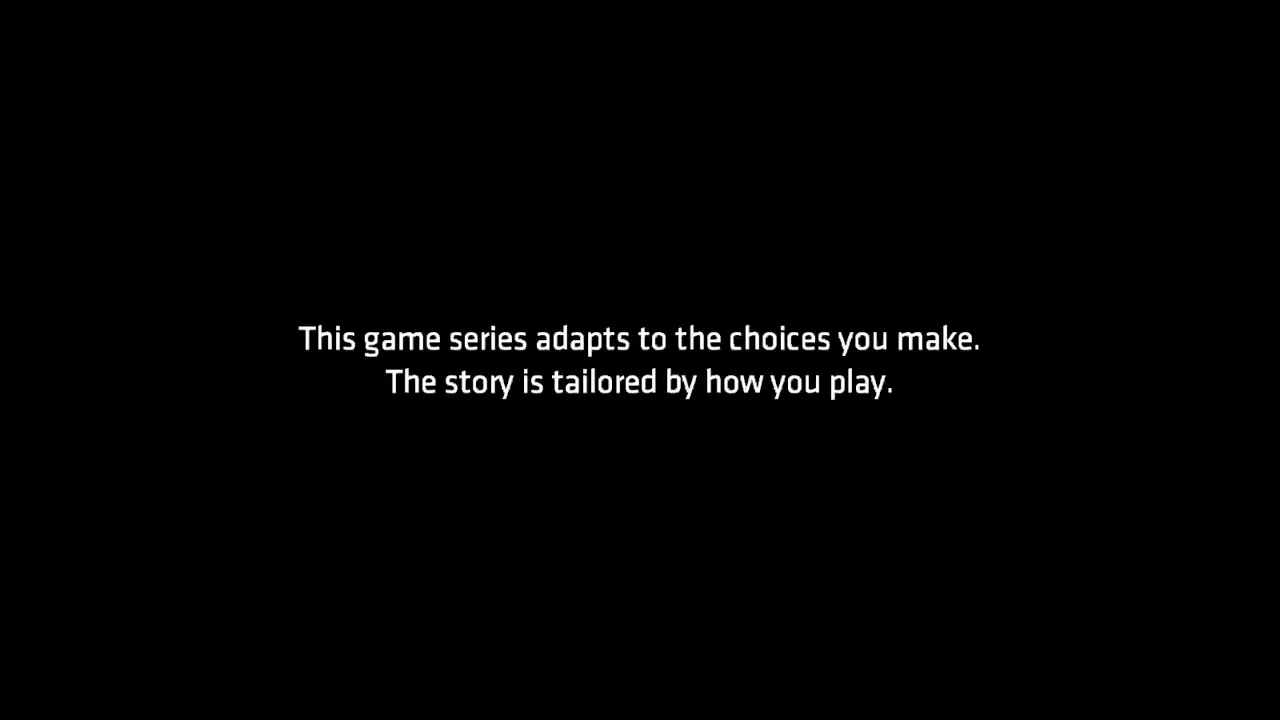 This game series adapts to the choices you make.
The story is tailored by how you play.